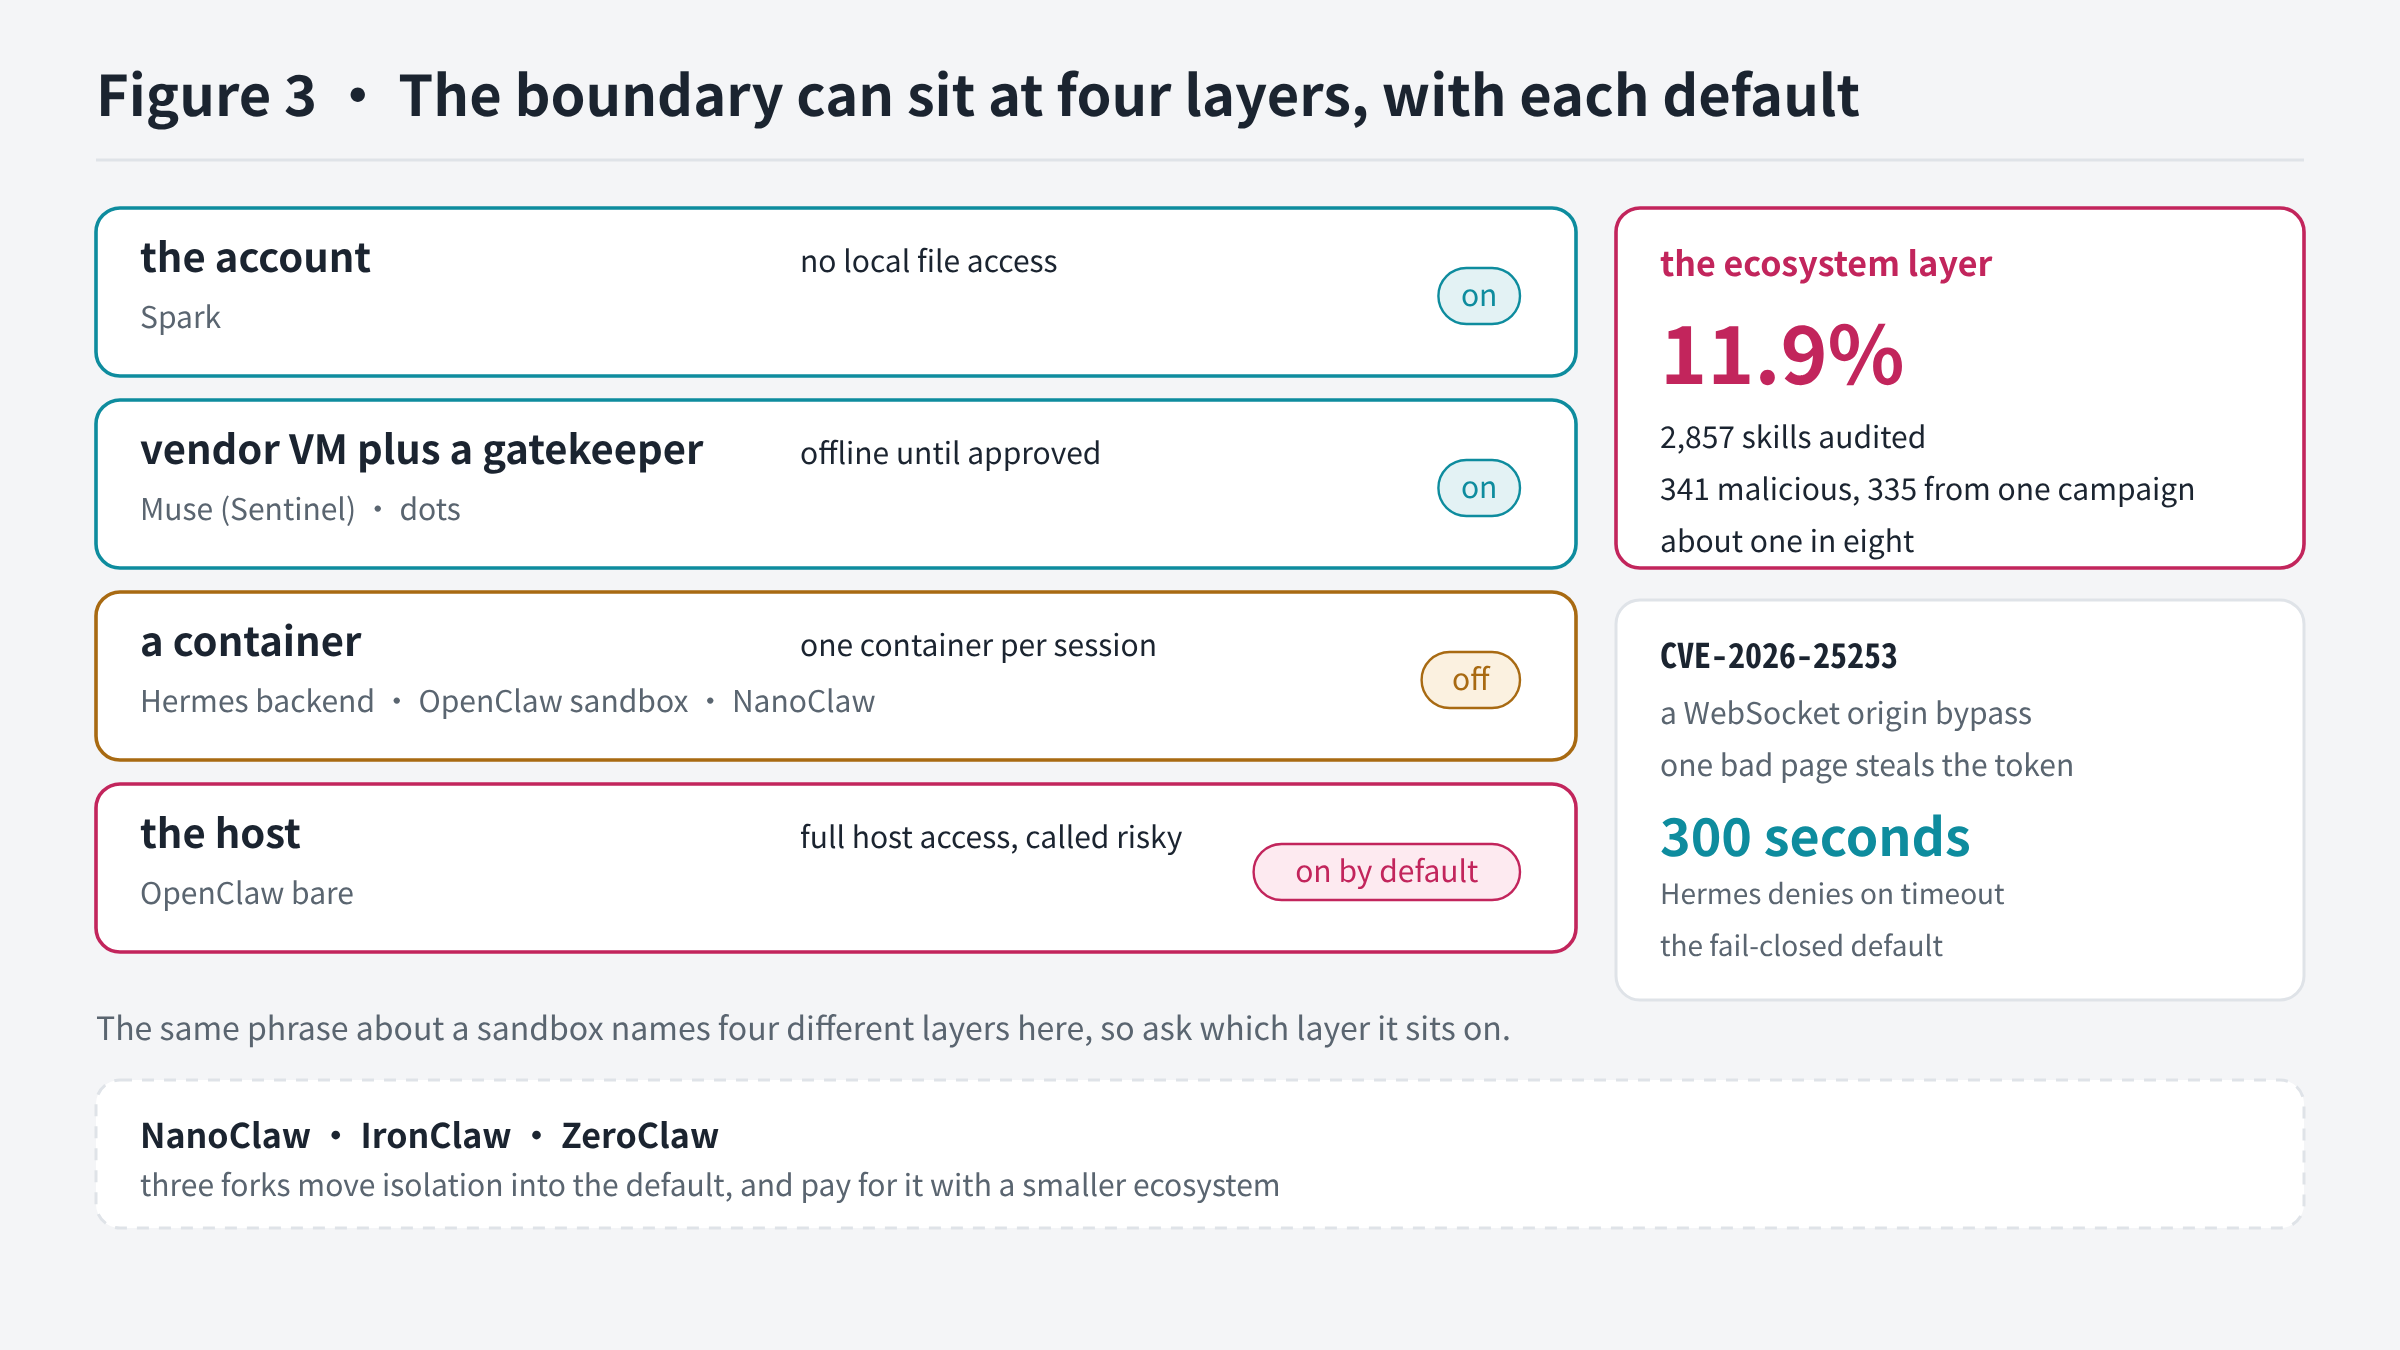 Figure 3 • The boundary can sit at four layers, with each default
the account
no local file access
Spark
on
vendor VM plus a gatekeeper
offline until approved
Muse (Sentinel) • dots
on
a container
one container per session
Hermes backend • OpenClaw sandbox • NanoClaw
off
the host
full host access, called risky
OpenClaw bare
on by default
the ecosystem layer
11.9%
2,857 skills audited
341 malicious, 335 from one campaign
about one in eight
CVE-2026-25253
a WebSocket origin bypass
one bad page steals the token
300 seconds
Hermes denies on timeout
the fail-closed default
The same phrase about a sandbox names four different layers here, so ask which layer it sits on.
NanoClaw • IronClaw • ZeroClaw
three forks move isolation into the default, and pay for it with a smaller ecosystem